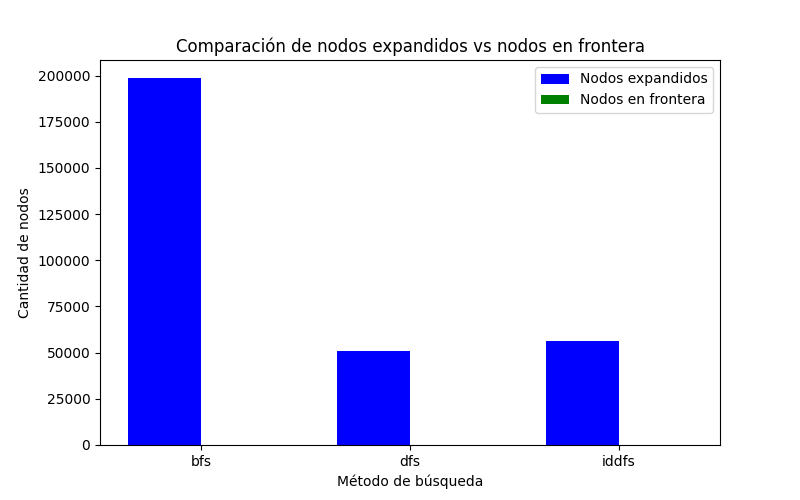 Comparación de nodos expandidos vs nodos en frontera
Nodos expandidos
Nodos en frontera
Cantidad de nodos
200000
175000
150000
125000
100000
75000
50000
25000
0
bfs
dfs
iddfs
Método de búsqueda